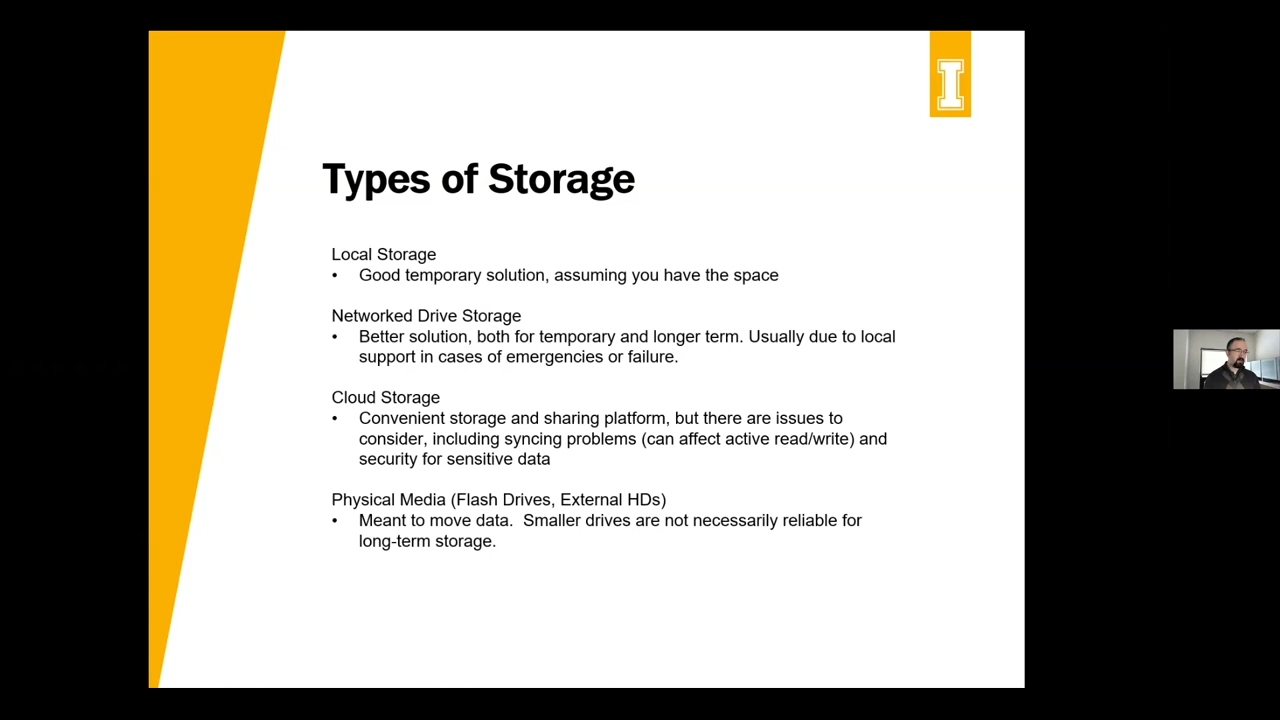 I
Types of Storage
Local Storage
• Good temporary solution, assuming you have the space
Networked Drive Storage
• Better solution, both for temporary and longer term. Usually due to local
support in cases of emergencies or failure.
Cloud Storage
• Convenient storage and sharing platform, but there are issues to
consider, including syncing problems (can affect active read/write) and
security for sensitive data
Physical Media (Flash Drives, External HDs)
• Meant to move data.  Smaller drives are not necessarily reliable for
long-term storage.